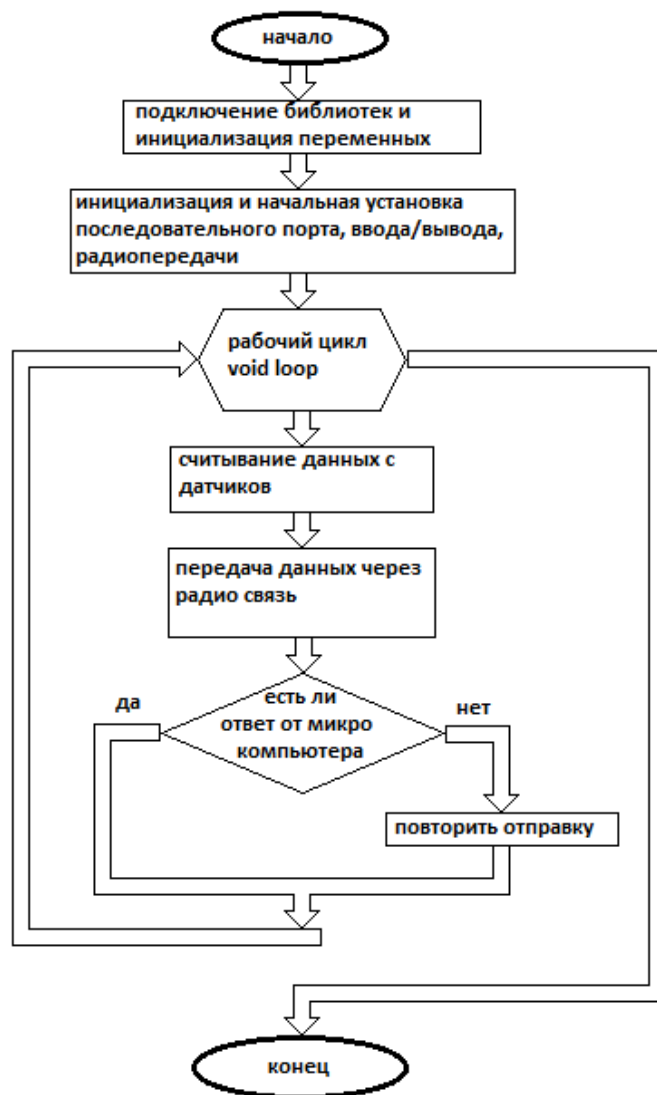 начало
подключение библиотек и
инициализация переменных
инициализация и начальная установка
последовательного порта, ввода/вывода,
радиопередачи
рабочий цикл
void loop
считывание данных с
датчиков
передача данных через
радио связь
да
есть ли
ответ от микро
компьютера
нет
повторить отправку
конец